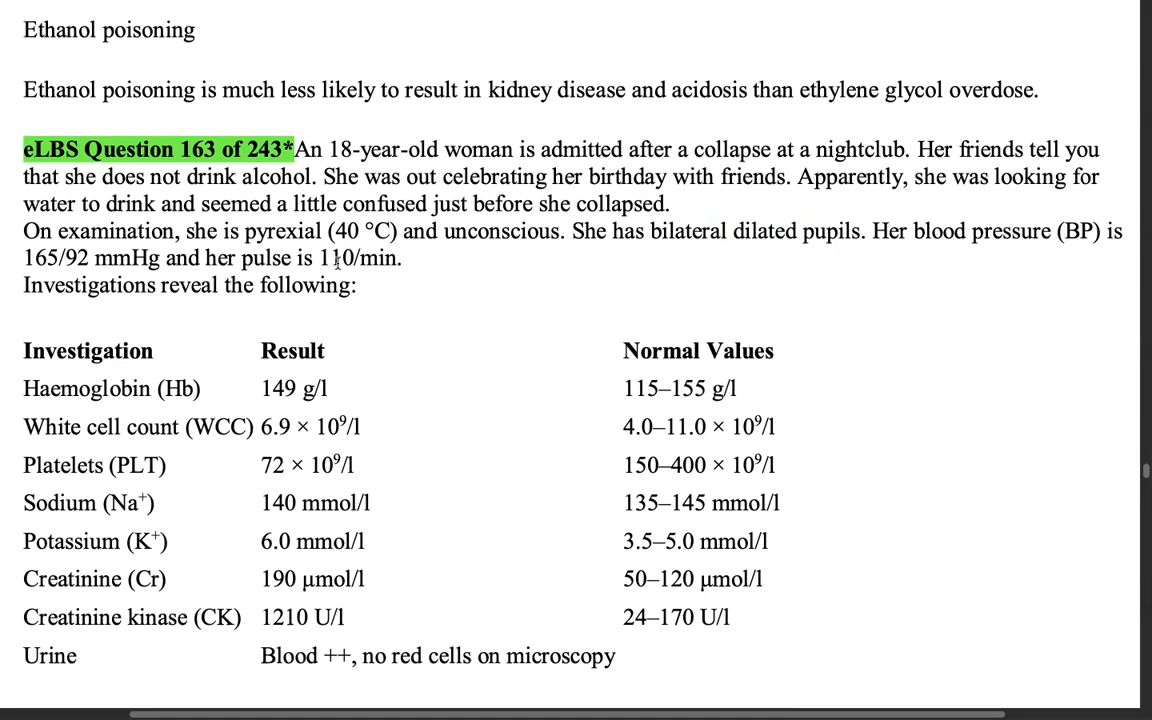 Ethanol poisoning
Ethanol poisoning is much less likely to result in kidney disease and acidosis than ethylene glycol overdose.
eLBS Question 163 of 243*An 18-year-old woman is admitted after a collapse at a nightclub. Her friends tell you
that she does not drink alcohol. She was out celebrating her birthday with friends. Apparently, she was looking for
water to drink and seemed a little confused just before she collapsed.
On examination, she is pyrexial (40 °C) and unconscious. She has bilateral dilated pupils. Her blood pressure (BP) is
165/92 mmHg and her pulse is 110/min.
Investigations reveal the following:
Investigation Result Normal Values
Haemoglobin (Hb) 149 g/l 115–155 g/l
White cell count (WCC) 6.9 × 10⁹/l 4.0–11.0 × 10⁹/l
Platelets (PLT) 72 × 10⁹/l 150–400 × 10⁹/l
Sodium (Na⁺) 140 mmol/l 135–145 mmol/l
Potassium (K⁺) 6.0 mmol/l 3.5–5.0 mmol/l
Creatinine (Cr) 190 µmol/l 50–120 µmol/l
Creatinine kinase (CK) 1210 U/l 24–170 U/l
Urine Blood ++, no red cells on microscopy